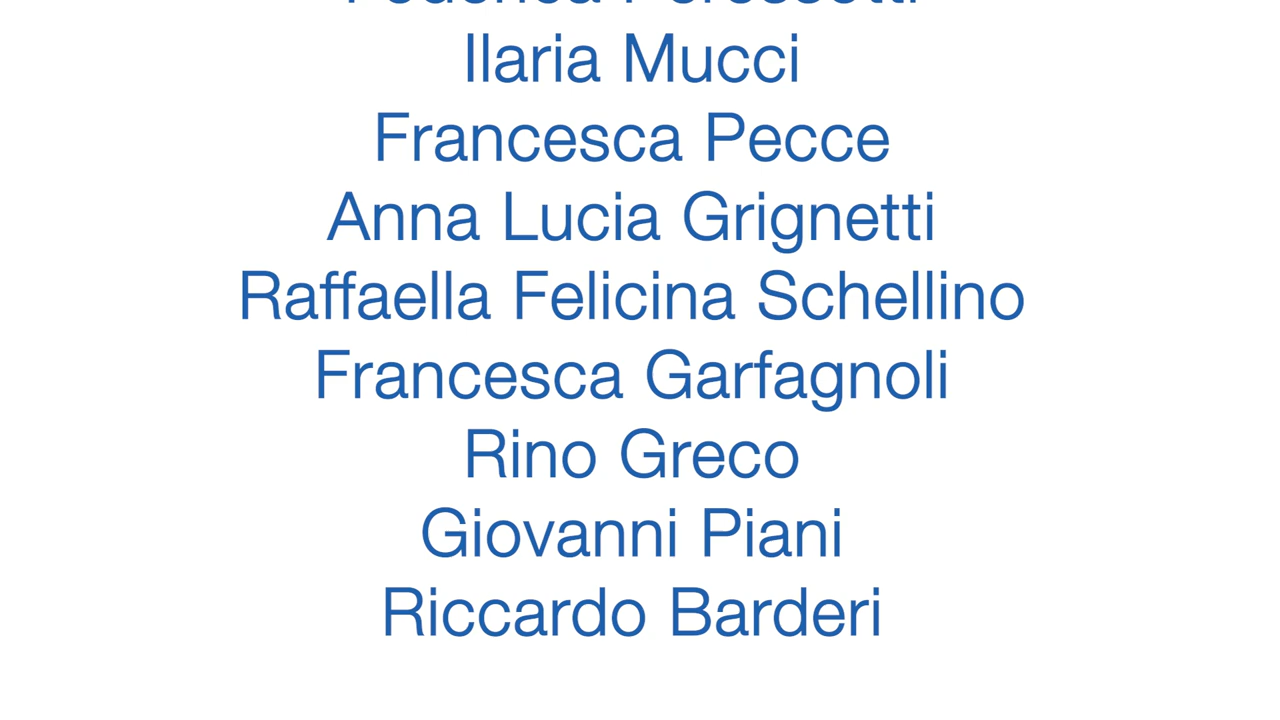 Ilaria Mucci
Francesca Pecce
Anna Lucia Grignetti
Raffaella Felicina Schellino
Francesca Garfagnoli
Rino Greco
Giovanni Piani
Riccardo Barderi